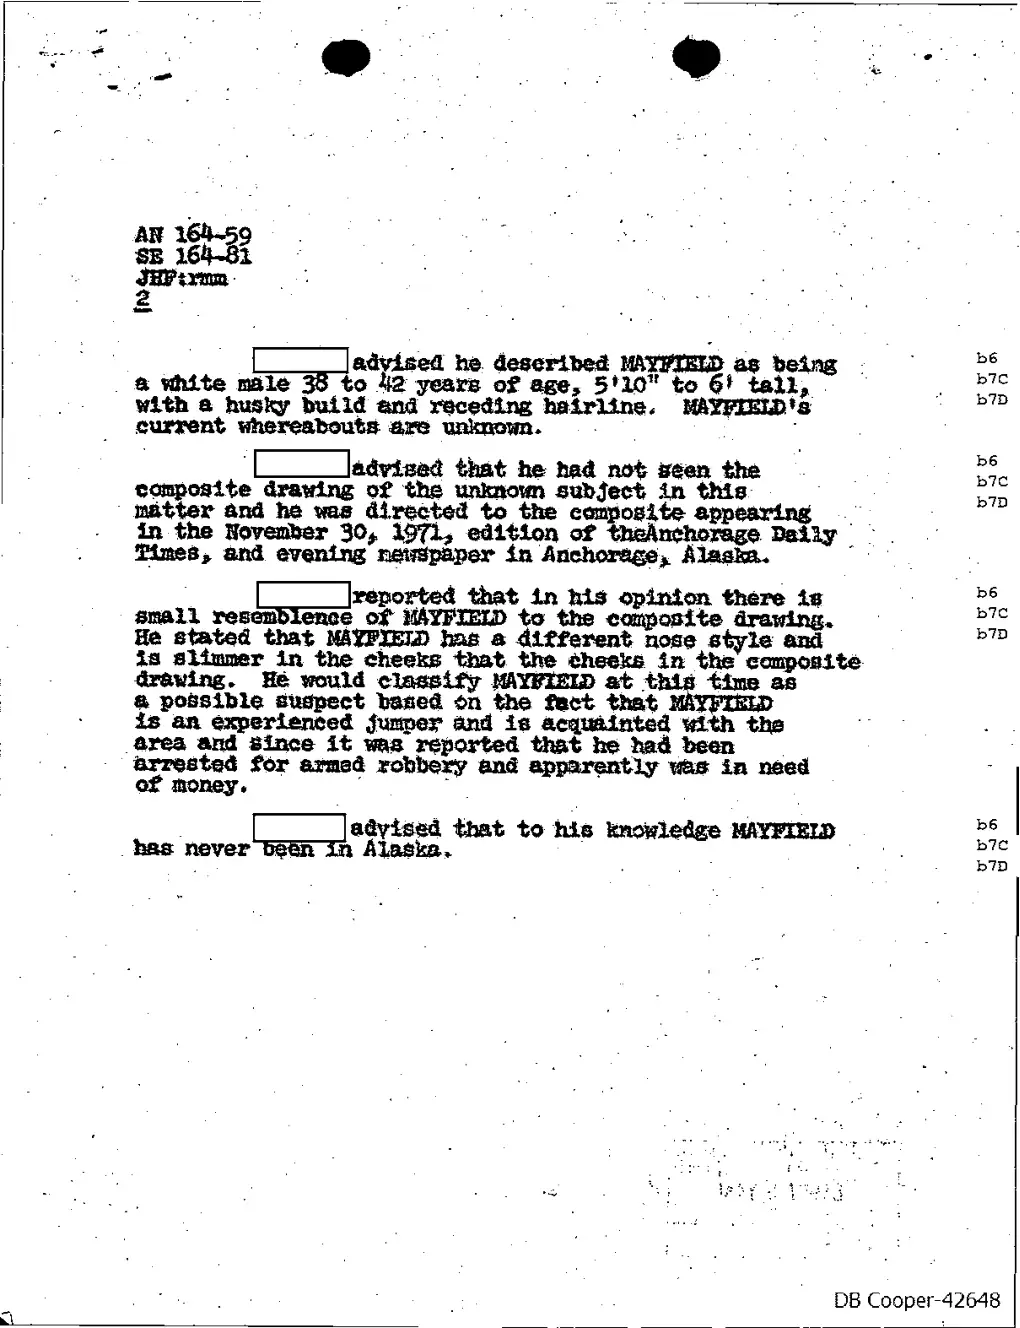 AN 164-59
SE 164-81
JHF:rmm
2
advised he described MAYFIELD as being
a white male 38 to 42 years of age, 5'10" to 6' tall,
with a husky build and receding hairline. MAYFIELD's
current whereabouts are unknown.
b6
b7C
b7D
advised that he had not seen the
composite drawing of the unknown subject in this
matter and he was directed to the composite appearing
in the November 30, 1971, edition of theAnchorage Daily
Times, and evening newspaper in Anchorage, Alaska.
b6
b7C
b7D
reported that in his opinion there is
small resemblence of MAYFIELD to the composite drawing.
He stated that MAYFIELD has a different nose style and
is slimmer in the cheeks that the cheeks in the composite
drawing. He would classify MAYFIELD at this time as
a possible suspect based on the fact that MAYFIELD
is an experienced jumper and is acquainted with the
area and since it was reported that he had been
arrested for armed robbery and apparently was in need
of money.
b6
b7C
b7D
advised that to his knowledge MAYFIELD
has never been in Alaska.
b6
b7C
b7D
DB Cooper-42648